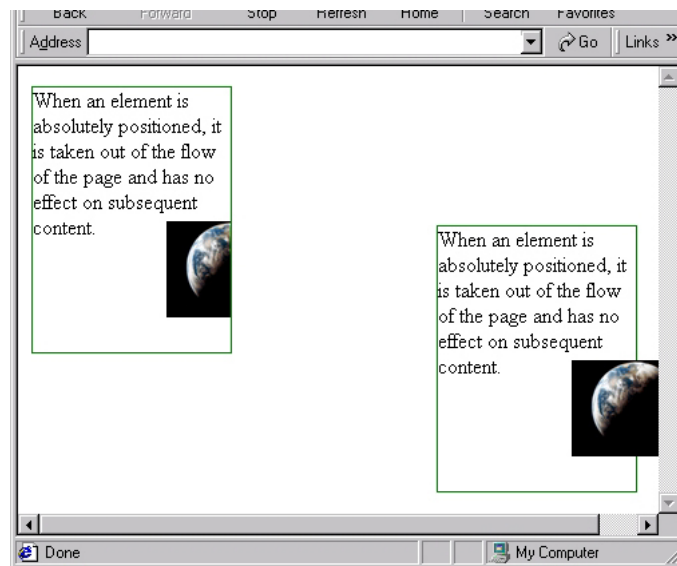 Back Forward Stop Refresh Home Search Favorites
Address Go Links »
When an element is
absolutely positioned, it
is taken out of the flow
of the page and has no
effect on subsequent
content.
When an element is
absolutely positioned, it
is taken out of the flow
of the page and has no
effect on subsequent
content.
Done My Computer